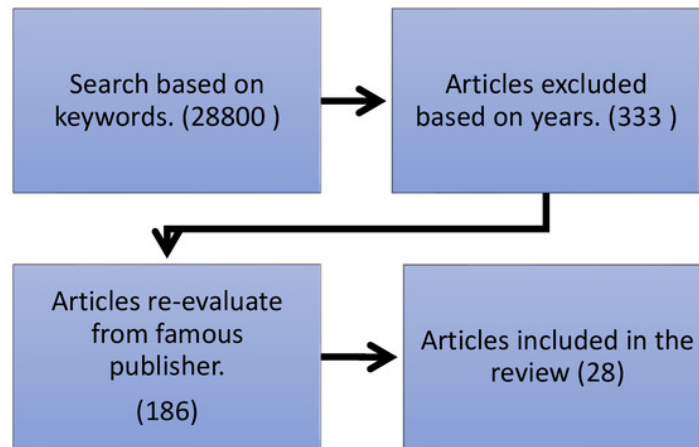 Search based on
keywords. (28800 )
Articles excluded
based on years. (333 )
Articles re-evaluate
from famous
publisher.
(186)
Articles included in the
review (28)